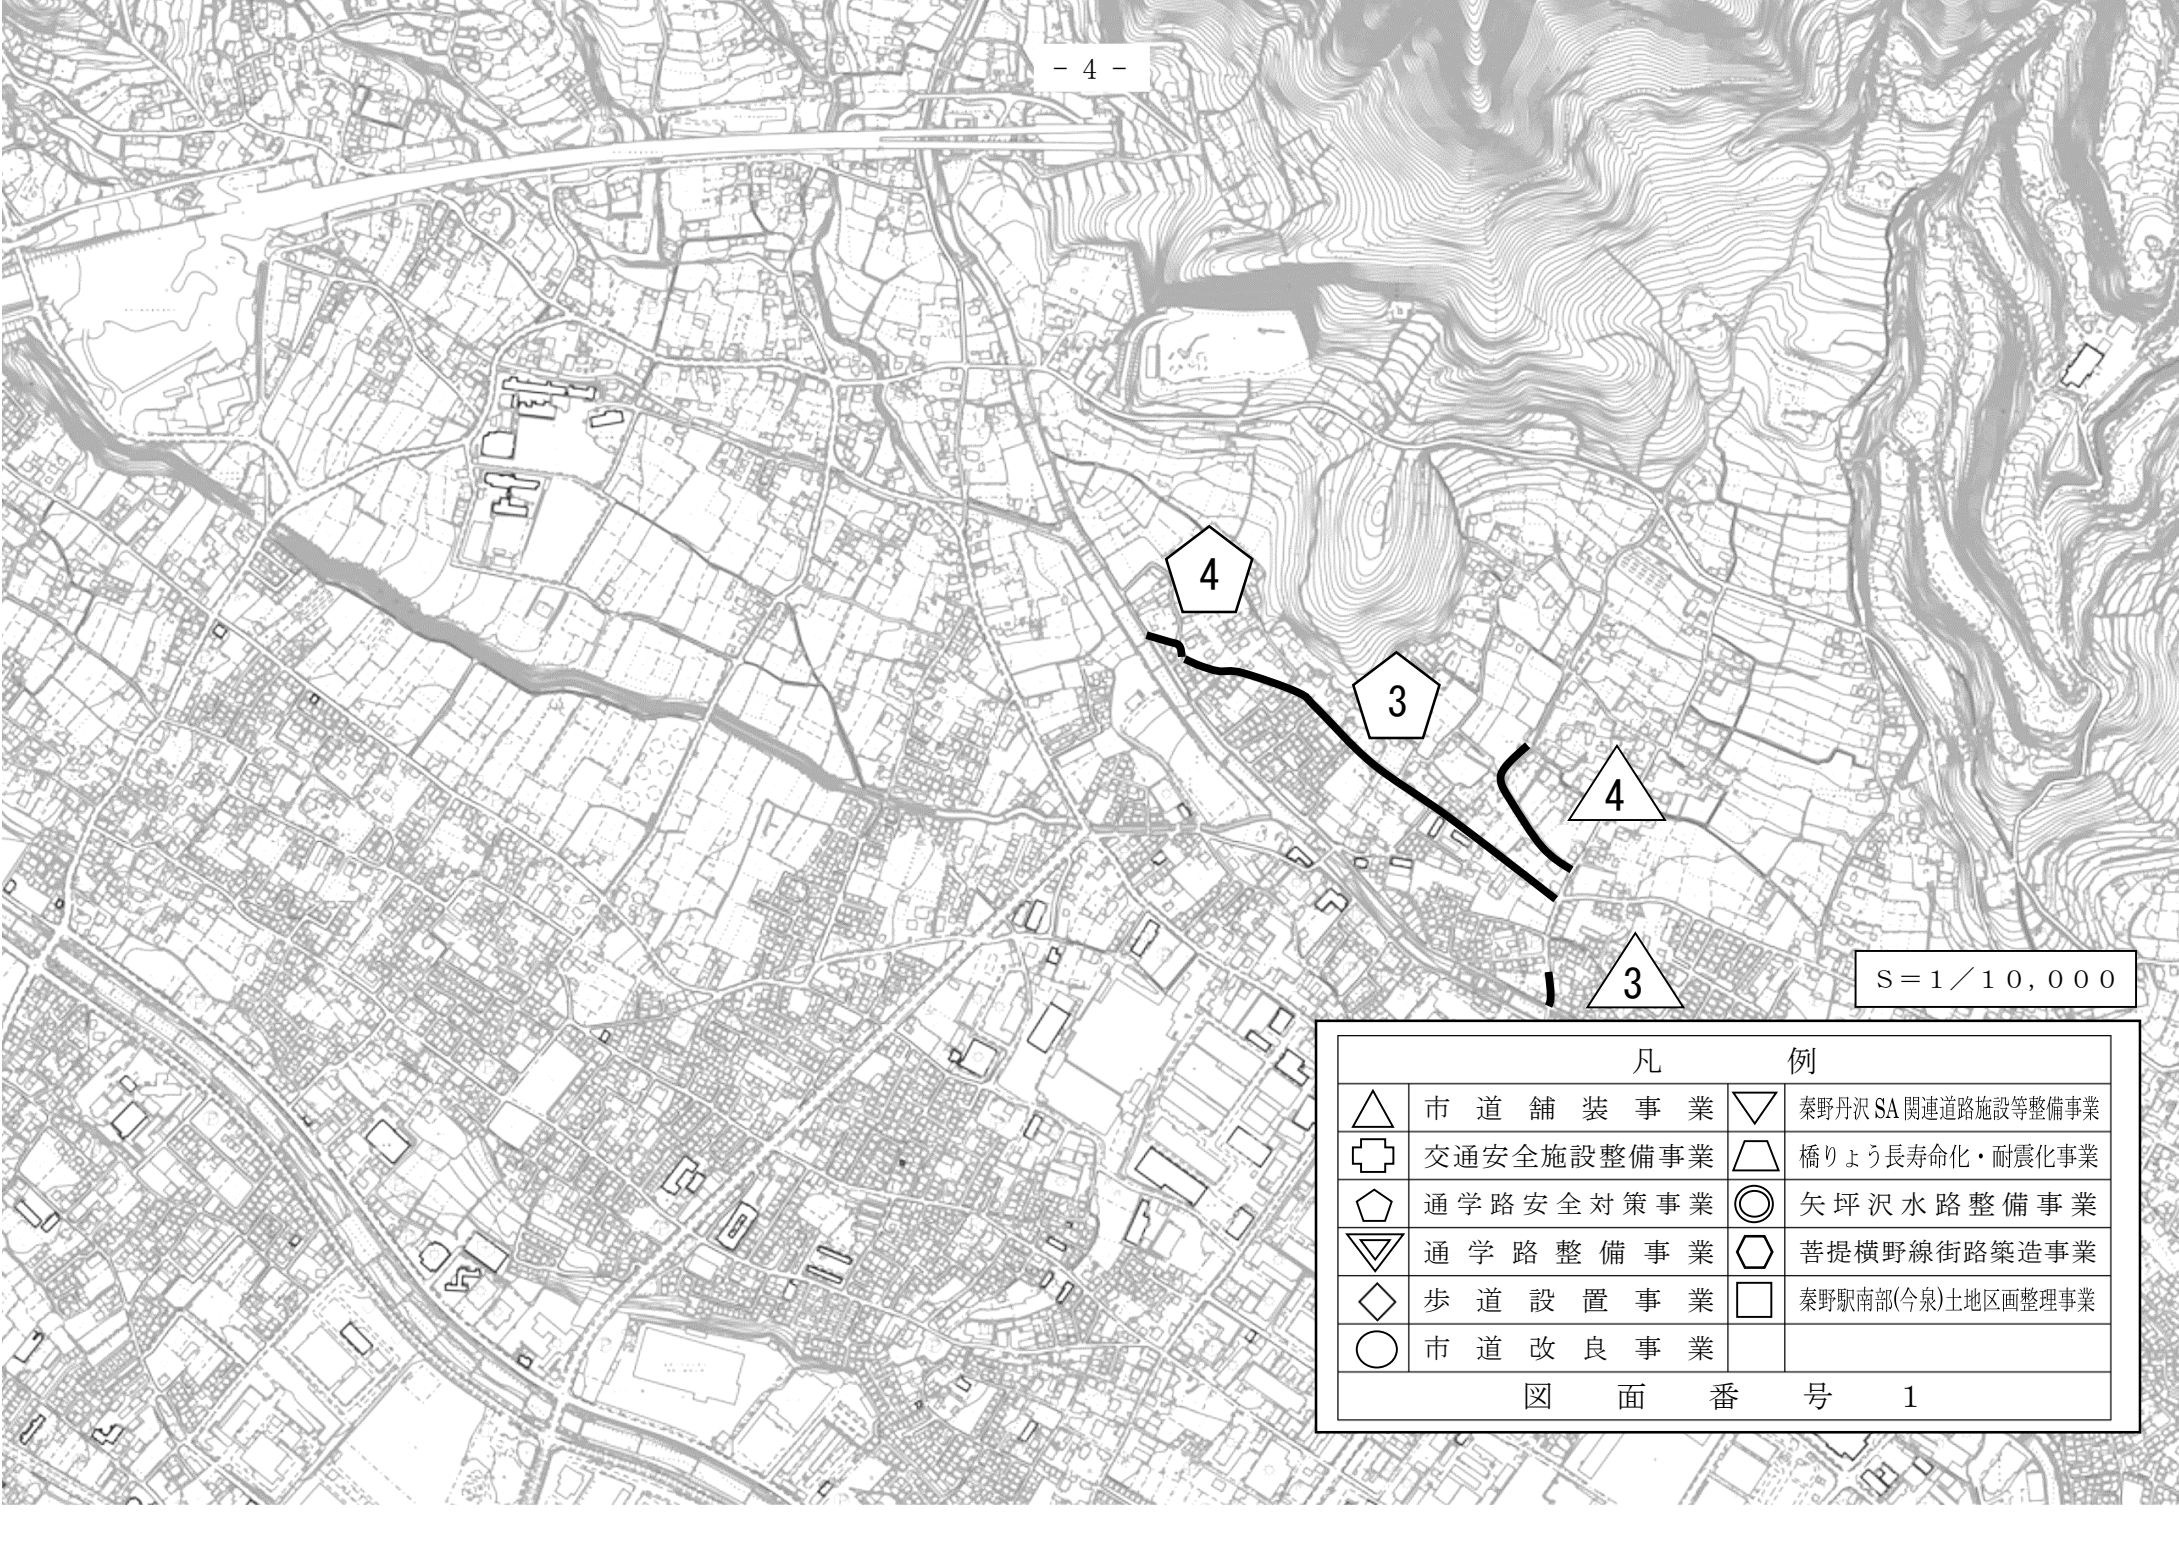 - 4 -
4
3
4
3
S＝1／10,000
凡例
市道舗装事業 秦野丹沢SA関連道路施設等整備事業
交通安全施設整備事業 橋りょう長寿命化・耐震化事業
通学路安全対策事業 矢坪沢水路整備事業
通学路整備事業 菩提横野線街路築造事業
歩道設置事業 秦野駅南部(今泉)土地区画整理事業
市道改良事業
図面番号 1